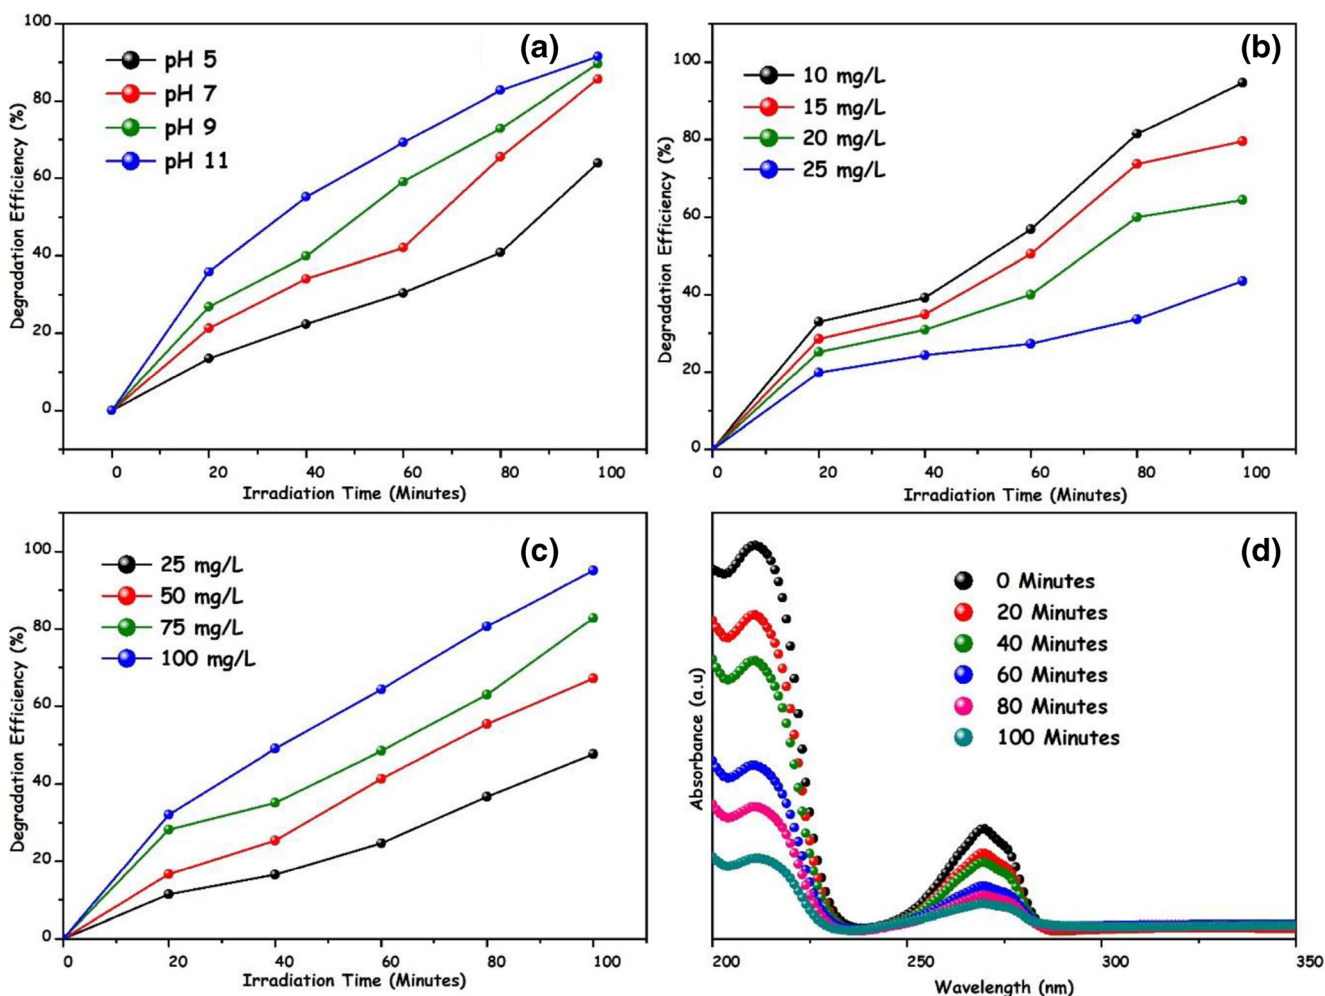 (a)
pH 5
pH 7
pH 9
pH 11
Degradation Efficiency (%)
100
80
60
40
20
0
0 20 40 60 80 100
Irradiation Time (Minutes)
(b)
10 mg/L
15 mg/L
20 mg/L
25 mg/L
Degradation Efficiency (%)
100
80
60
40
20
0
0 20 40 60 80 100
Irradiation Time (Minutes)
(c)
25 mg/L
50 mg/L
75 mg/L
100 mg/L
Degradation Efficiency (%)
100
80
60
40
20
0
0 20 40 60 80 100
Irradiation Time (Minutes)
(d)
0 Minutes
20 Minutes
40 Minutes
60 Minutes
80 Minutes
100 Minutes
Absorbance (a.u)
200 250 300 350
Wavelength (nm)